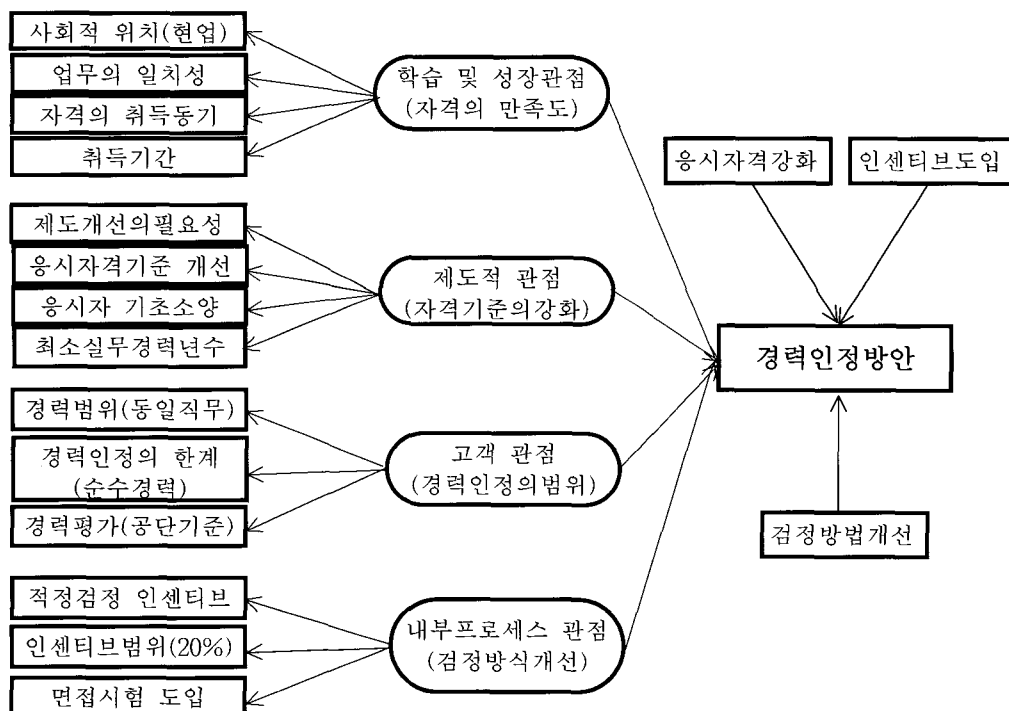 사회적 위치(현업)
업무의 일치성
자격의 취득동기
취득기간
학습 및 성장관점
(자격의 만족도)
제도개선의필요성
응시자격기준 개선
응시자 기초소양
최소실무경력년수
제도적 관점
(자격기준의강화)
경력범위(동일직무)
경력인정의 한계
(순수경력)
경력평가(공단기준)
고객 관점
(경력인정의범위)
적정검정 인센티브
인센티브범위(20%)
면접시험 도입
내부프로세스 관점
(검정방식개선)
응시자격강화
인센티브도입
경력인정방안
검정방법개선